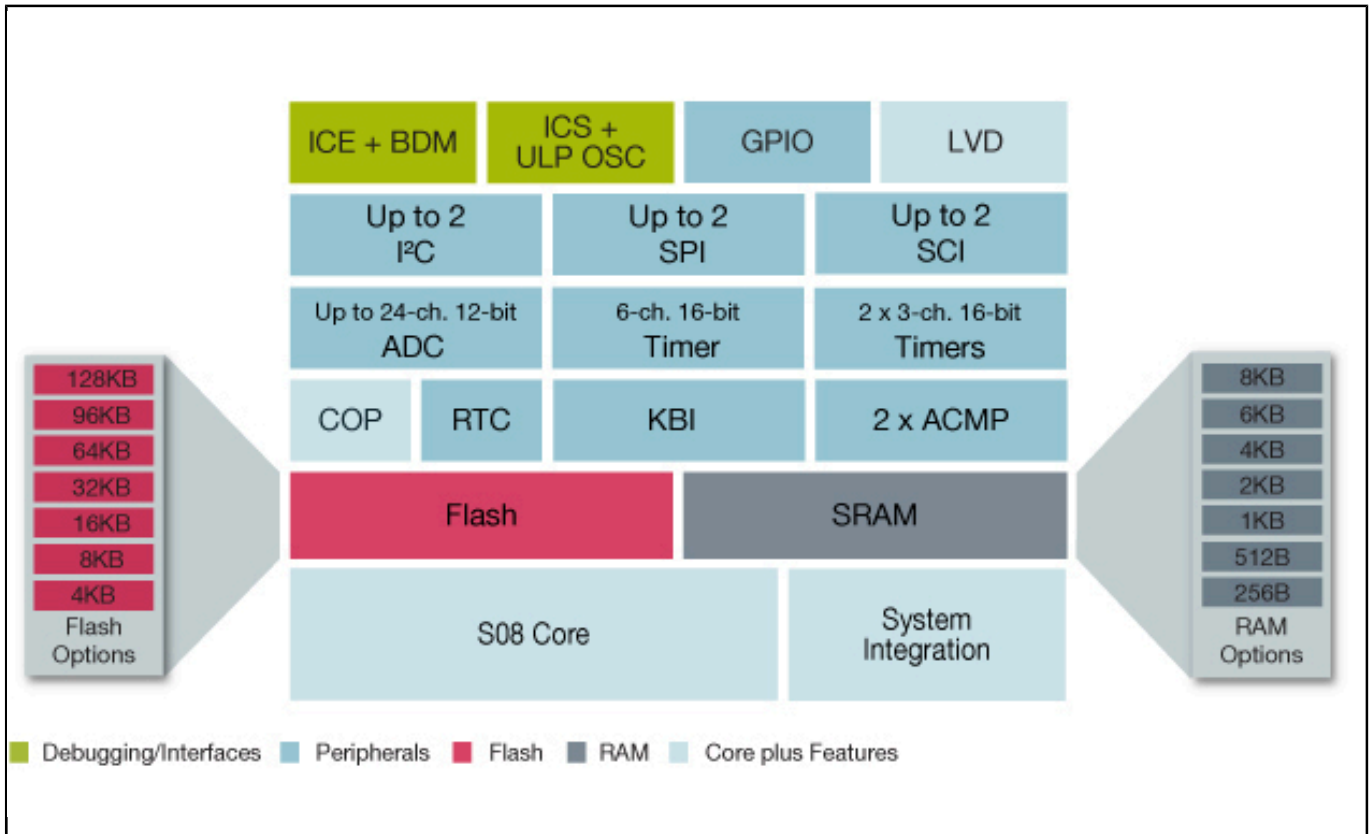 ICE + BDM
ICS +
ULP OSC
GPIO
LVD
Up to 2
I²C
Up to 2
SPI
Up to 2
SCI
Up to 24-ch. 12-bit
ADC
6-ch. 16-bit
Timer
2 x 3-ch. 16-bit
Timers
COP
RTC
KBI
2 x ACMP
Flash
SRAM
S08 Core
System
Integration
128KB
96KB
64KB
32KB
16KB
8KB
4KB
Flash
Options
8KB
6KB
4KB
2KB
1KB
512B
256B
RAM
Options
Debugging/Interfaces
Peripherals
Flash
RAM
Core plus Features